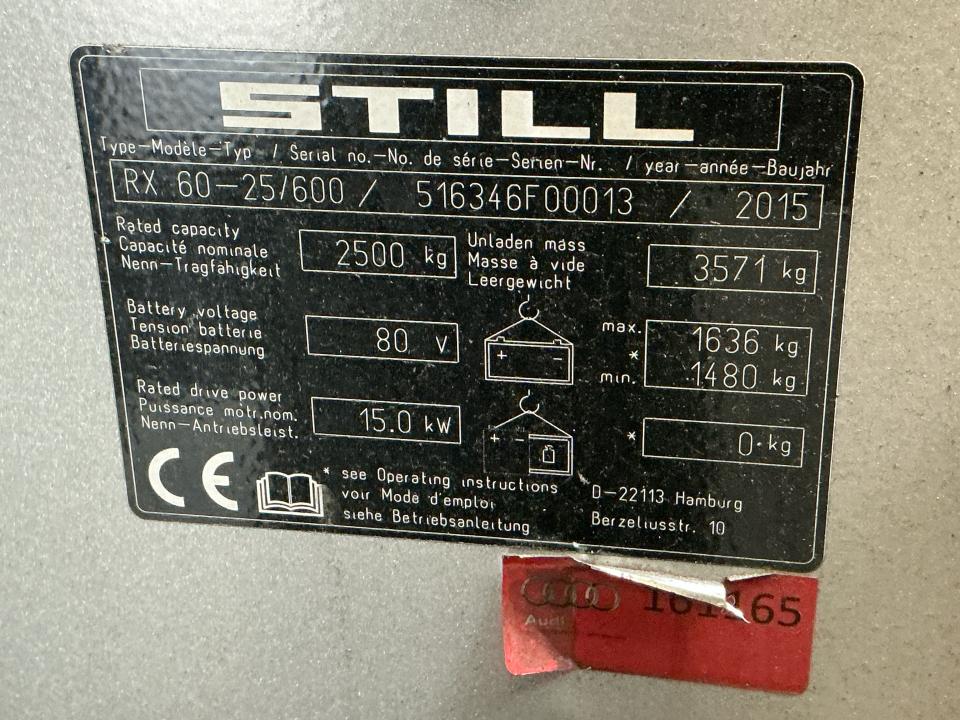 STILL
Type-Modèle-Typ / Serial no.-No. de série-Serien-Nr. / year-année-Baujahr
RX 60-25/600 / 516346F00013 / 2015
Rated capacity
Capacité nominale
Nenn-Tragfähigkeit
2500 kg
Unladen mass
Masse à vide
Leergewicht
3571 kg
Battery voltage
Tension batterie
Batteriespannung
80 V
+ −
max. 1636 kg
*
min. 1480 kg
Rated drive power
Puissance motr.nom.
Nenn-Antriebsleist.
15.0 kW
+ −
* 0 kg
CE
* see Operating instructions
voir Mode d'emploi
siehe Betriebsanleitung
D-22113 Hamburg
Berzeliusstr. 10
Audi